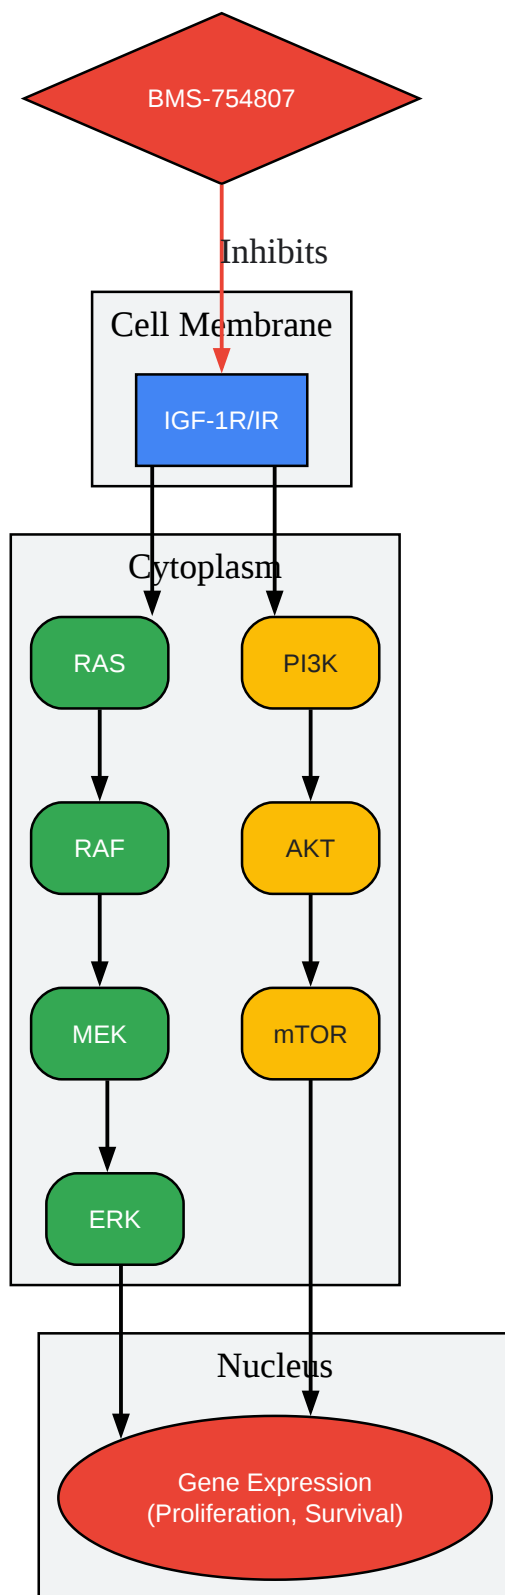 BMS-754807
Inhibits
Cell Membrane
IGF-1R/IR
Cytoplasm
RAS
PI3K
RAF
AKT
MEK
mTOR
ERK
Nucleus
Gene Expression
(Proliferation, Survival)